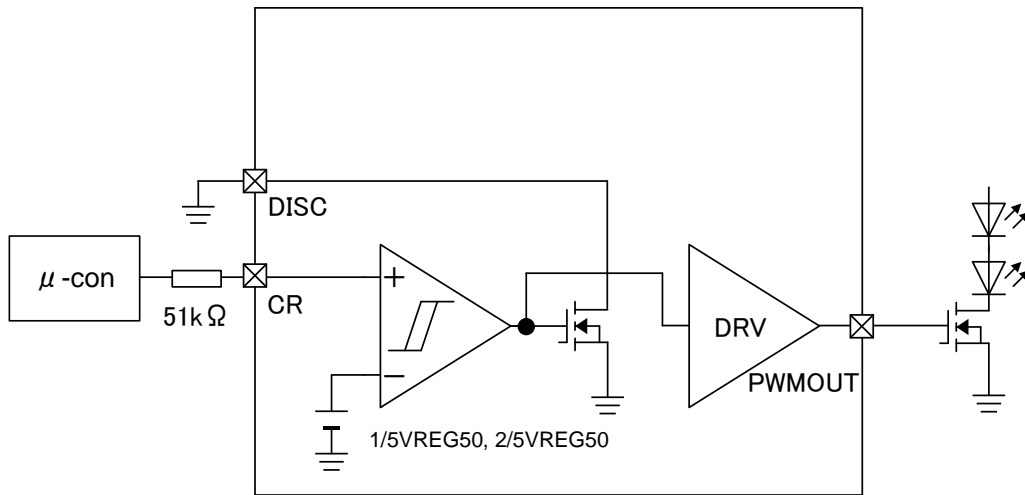 DISC
μ-con
51kΩ
CR
+
−
DRV
PWMOUT
1/5VREG50, 2/5VREG50